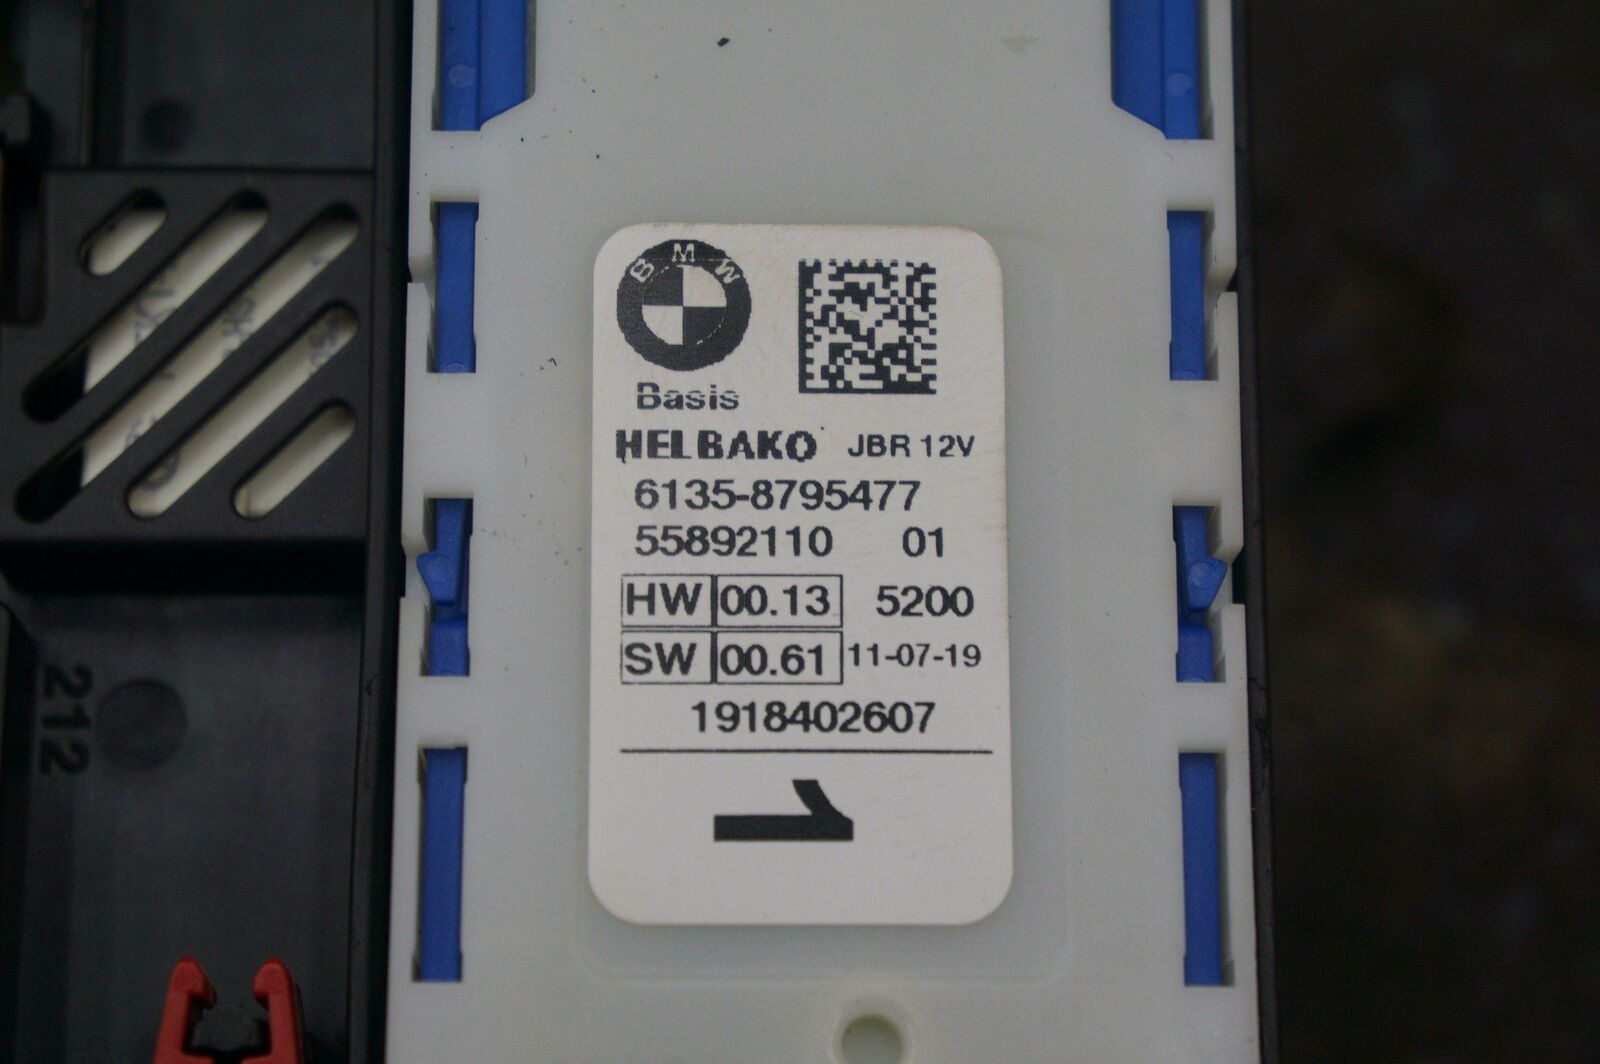 BMW
Basis
HELBAKO JBR 12V
6135-8795477
55892110 01
HW 00.13 5200
SW 00.61 11-07-19
1918402607
1
212